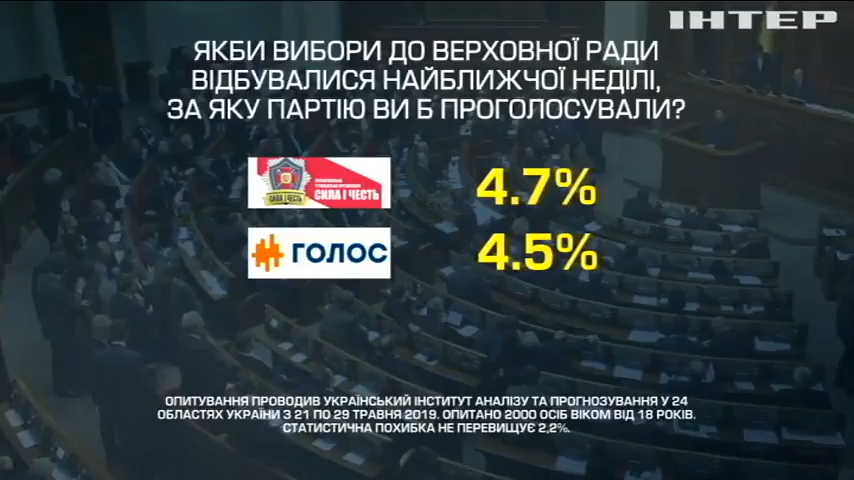 ІНТЕР
ЯКБИ ВИБОРИ ДО ВЕРХОВНОЇ РАДИ
ВІДБУВАЛИСЯ НАЙБЛИЖЧОЇ НЕДІЛІ,
ЗА ЯКУ ПАРТІЮ ВИ Б ПРОГОЛОСУВАЛИ?
СИЛА І ЧЕСТЬ
СИЛА І ЧЕСТЬ
4.7%
ГОЛОС
4.5%
ОПИТУВАННЯ ПРОВОДИВ УКРАЇНСЬКИЙ ІНСТИТУТ АНАЛІЗУ ТА ПРОГНОЗУВАННЯ У 24
ОБЛАСТЯХ УКРАЇНИ З 21 ПО 29 ТРАВНЯ 2019. ОПИТАНО 2000 ОСІБ ВІКОМ ВІД 18 РОКІВ.
СТАТИСТИЧНА ПОХИБКА НЕ ПЕРЕВИЩУЄ 2,2%.